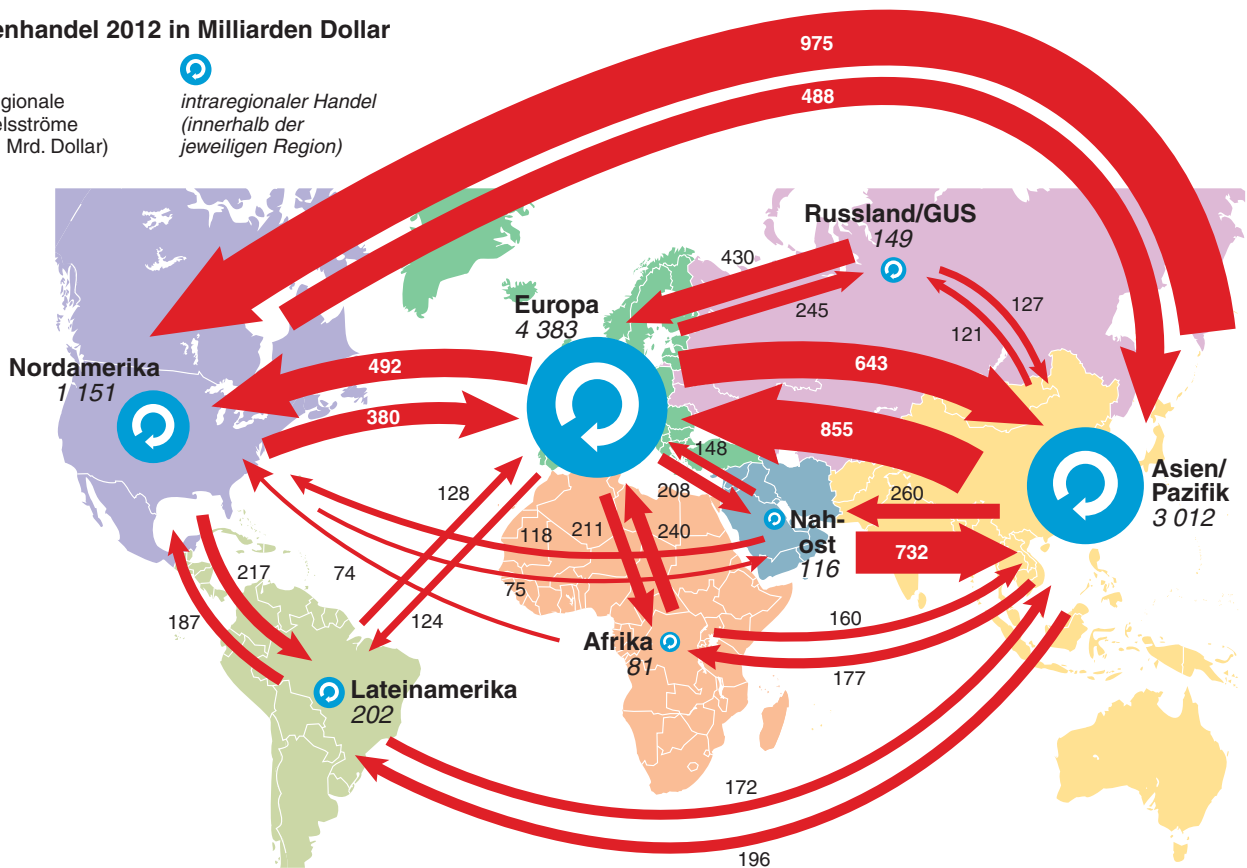 enhandel 2012 in Milliarden Dollar
gionale
elsströme
Mrd. Dollar)
intraregionaler Handel
(innerhalb der
jeweiligen Region)
975
488
Russland/GUS
149
430
245
127
121
Europa
4 383
Nordamerika
1 151
492
380
643
855
148
208
260
732
Asien/
Pazifik
3 012
Nah-
ost
116
128
118
211
240
217
74
75
187
124
160
177
Afrika
81
Lateinamerika
202
172
196